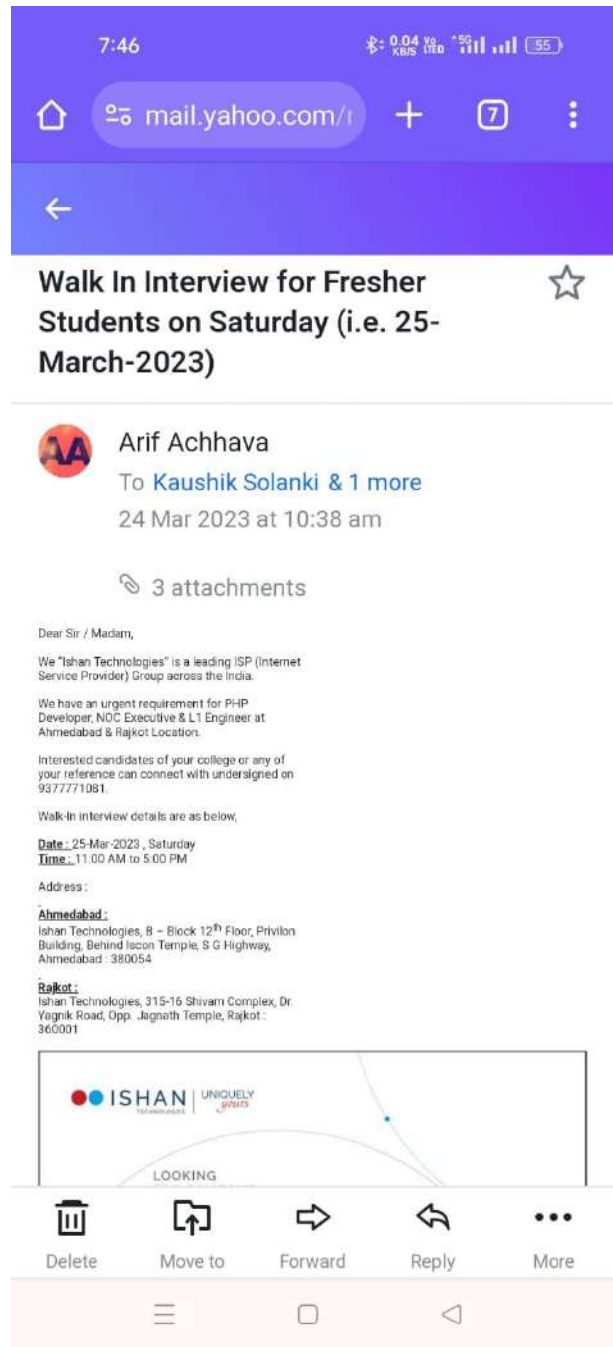 7:46
0.04 KB/S Vo LTED 5G 55
mail.yahoo.com/r
7
Walk In Interview for Fresher
Students on Saturday (i.e. 25-
March-2023)
AA
Arif Achhava
To Kaushik Solanki & 1 more
24 Mar 2023 at 10:38 am
3 attachments
Dear Sir / Madam,
We "Ishan Technologies" is a leading ISP (Internet
Service Provider) Group across the India.
We have an urgent requirement for PHP
Developer, NOC Executive & L1 Engineer at
Ahmedabad & Rajkot Location.
Interested candidates of your college or any of
your reference can connect with undersigned on
9377771081.
Walk-In interview details are as below,
Date : 25-Mar-2023 , Saturday
Time : 11:00 AM to 5:00 PM
Address :
Ahmedabad :
Ishan Technologies, B – Block 12th Floor, Privilon
Building, Behind Iscon Temple, S G Highway,
Ahmedabad : 380054
Rajkot :
Ishan Technologies, 315-16 Shivam Complex, Dr.
Yagnik Road, Opp. Jagnath Temple, Rajkot :
360001
ISHAN TECHNOLOGIES UNIQUELY yours
LOOKING
Delete Move to Forward Reply More